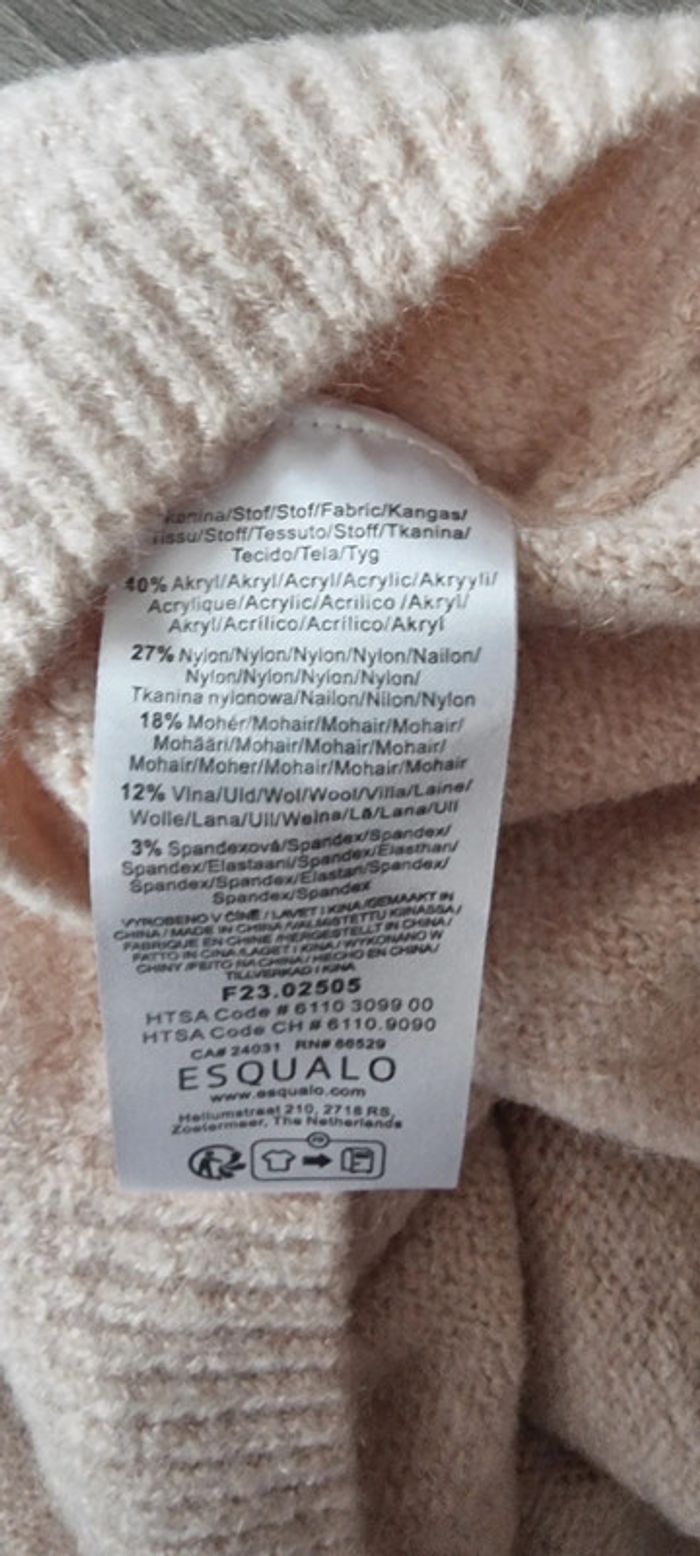 /Stof/Stof/Fabric/Kangas/
Tissu/Stoff/Tessuto/Stoff/Tkanina/
Tecido/Tela/Tyg
40% Akryl/Akryl/Acryl/Acrylic/Akryyli/
Acrylique/Acrylic/Acrilico /Akryl/
Akryl/Acrílico/Acrílico/Akryl
27% Nylon/Nylon/Nylon/Nylon/Nailon/
Nylon/Nylon/Nylon/Nylon/
Tkanina nylonowa/Nailon/Nilon/Nylon
18% Mohér/Mohair/Mohair/Mohair/
Mohääri/Mohair/Mohair/Mohair/
Mohair/Moher/Mohair/Mohair/Mohair
12% Vlna/Uld/Wol/Wool/Villa/Laine/
Wolle/Lana/Ull/Wełna/Lã/Lana/Ull
3% Spandexová/Spandex/Spandex/
Spandex/Elastaani/Spandex/Elasthan/
Spandex/Spandex/Elastan/Spandex/
Spandex/Spandex
VYROBENO V ČÍNĚ / LAVET I KINA /GEMAAKT IN
CHINA / MADE IN CHINA /VALMISTETTU KIINASSA/
FABRIQUÉ EN CHINE /HERGESTELLT IN CHINA/
FATTO IN CINA/LAGET I KINA / WYKONANO W
CHINY /FEITO NA CHINA / HECHO EN CHINA/
TILLVERKAD I KINA
F23.02505
HTSA Code # 6110 3099 00
HTSA Code CH # 6110.9090
CA# 24031 RN# 66529
ESQUALO
www.esqualo.com
Heliumstraat 210, 2718 RS,
Zoetermeer, The Netherlands